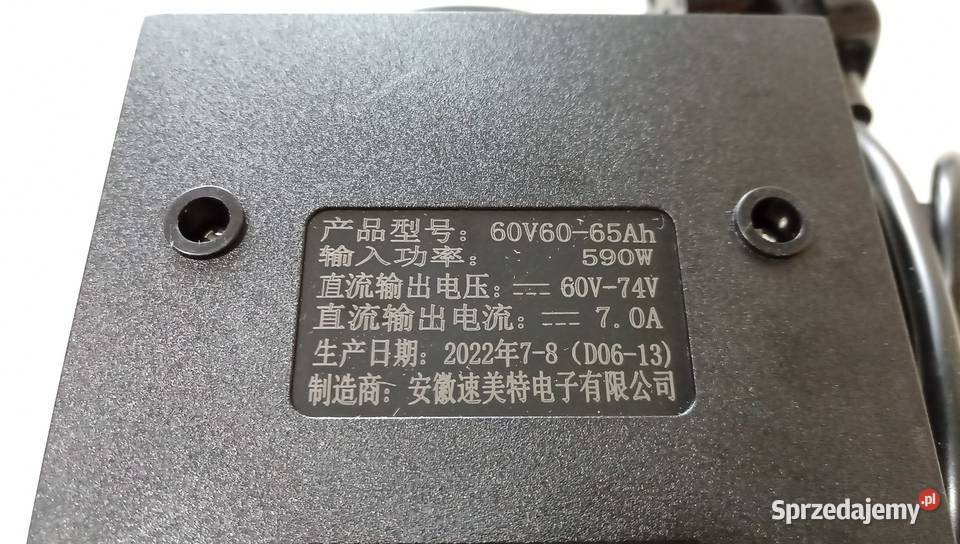 产品型号: 60V60-65Ah
输入功率: 590W
直流输出电压: ⎓ 60V-74V
直流输出电流: ⎓ 7.0A
生产日期: 2022年7-8 (D06-13)
制造商: 安徽速美特电子有限公司
Sprzedajemy.pl